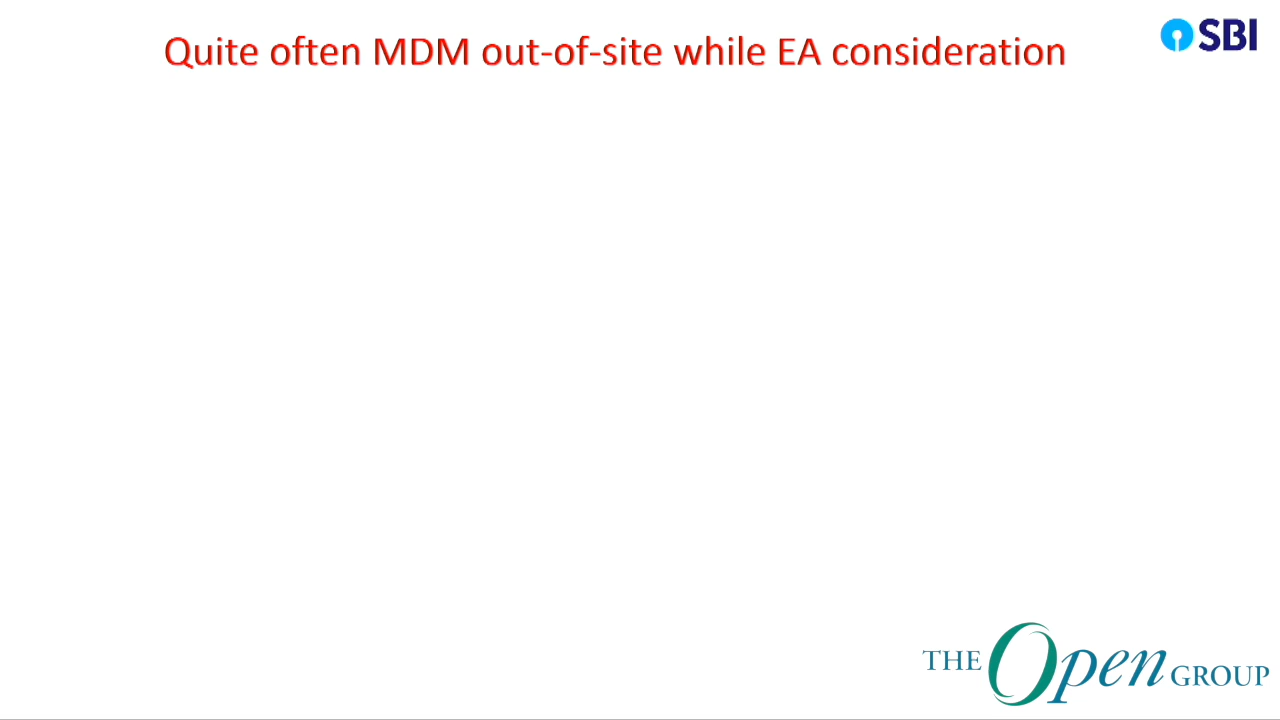 Quite often MDM out-of-site while EA consideration
SBI
THE Open GROUP